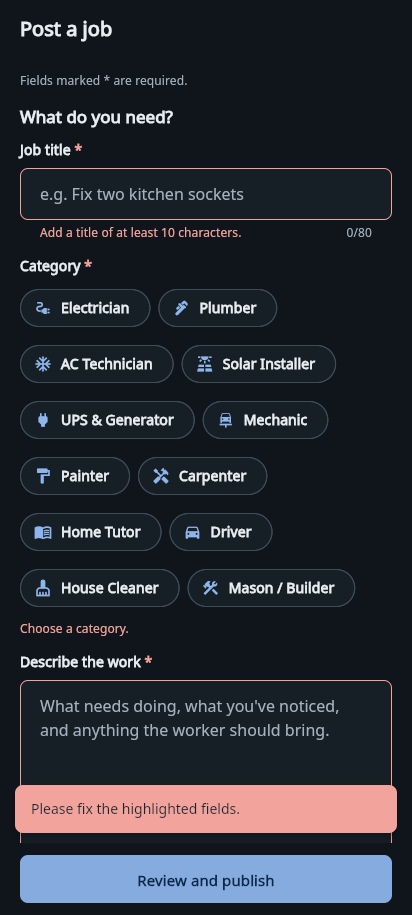 Post a job
Fields marked * are required.
What do you need?
Job title *
e.g. Fix two kitchen sockets
Add a title of at least 10 characters. 0/80
Category *
Electrician Plumber
AC Technician Solar Installer
UPS & Generator Mechanic
Painter Carpenter
Home Tutor Driver
House Cleaner Mason / Builder
Choose a category.
Describe the work *
What needs doing, what you've noticed,
and anything the worker should bring.
Please fix the highlighted fields.
Review and publish